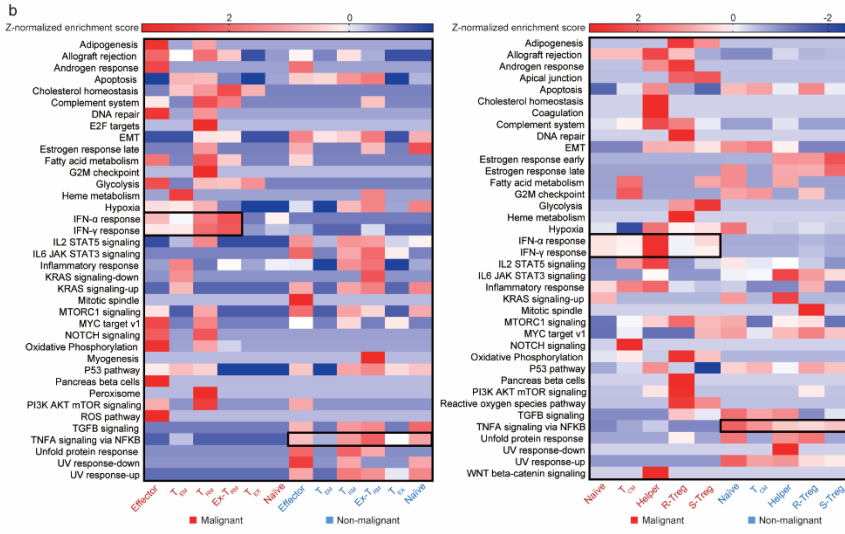 b
Z-normalized enrichment score
2
0
Adipogenesis
Allograft rejection
Androgen response
Apoptosis
Cholesterol homeostasis
Complement system
DNA repair
E2F targets
EMT
Estrogen response late
Fatty acid metabolism
G2M checkpoint
Glycolysis
Heme metabolism
Hypoxia
IFN-α response
IFN-γ response
IL2 STAT5 signaling
IL6 JAK STAT3 signaling
Inflammatory response
KRAS signaling-down
KRAS signaling-up
Mitotic spindle
MTORC1 signaling
MYC target v1
NOTCH signaling
Oxidative Phosphorylation
Myogenesis
P53 pathway
Pancreas beta cells
Peroxisome
PI3K AKT mTOR signaling
ROS pathway
TGFB signaling
TNFA signaling via NFKB
Unfold protein response
UV response-down
UV response-up
Effector TEM TRM Ex-TRM TEX Naïve Effector TEM TRM Ex-TRM TEX Naïve
Malignant Non-malignant
Z-normalized enrichment score
2
0
-2
Adipogenesis
Allograft rejection
Androgen response
Apical junction
Apoptosis
Cholesterol homeostasis
Coagulation
Complement system
DNA repair
EMT
Estrogen response early
Estrogen response late
Fatty acid metabolism
G2M checkpoint
Glycolysis
Heme metabolism
Hypoxia
IFN-α response
IFN-γ response
IL2 STAT5 signaling
IL6 JAK STAT3 signaling
Inflammatory response
KRAS signaling-up
Mitotic spindle
MTORC1 signaling
MYC target v1
NOTCH signaling
Oxidative Phosphorylation
P53 pathway
Pancreas beta cells
PI3K AKT mTOR signaling
Reactive oxygen species pathway
TGFB signaling
TNFA signaling via NFKB
Unfold protein response
UV response-down
UV response-up
WNT beta-catenin signaling
Naïve TCM Helper R-Treg S-Treg Naïve TCM Helper R-Treg S-Treg
Malignant Non-malignant